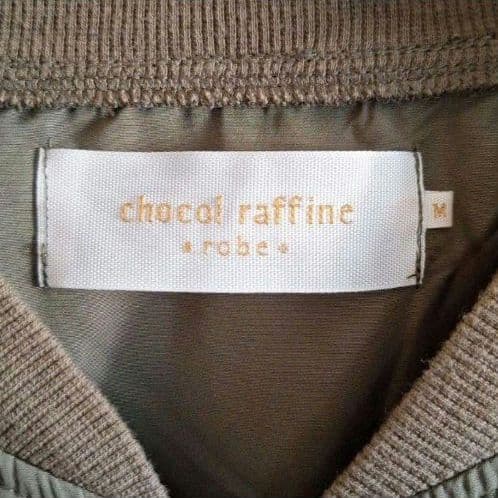 chocol raffine
* robe *
M